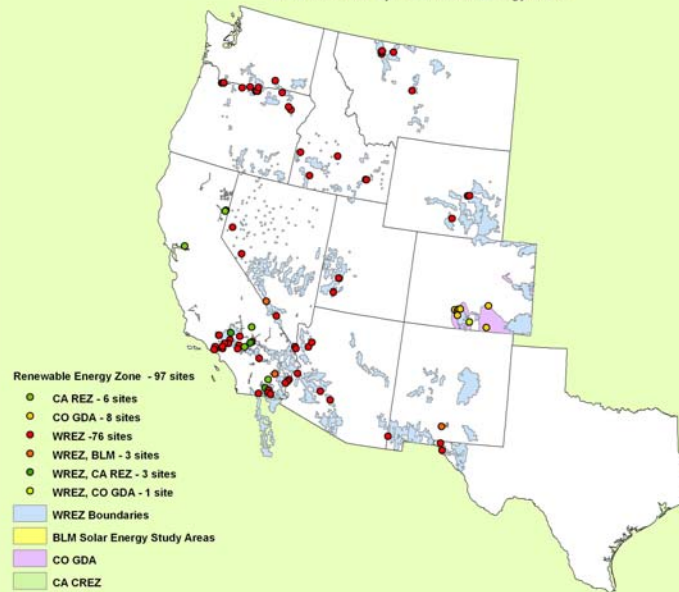 Renewable Energy Zone - 97 sites
CA REZ - 6 sites
CO GDA - 8 sites
WREZ -76 sites
WREZ, BLM - 3 sites
WREZ, CA REZ - 3 sites
WREZ, CO GDA - 1 site
WREZ Boundaries
BLM Solar Energy Study Areas
CO GDA
CA CREZ